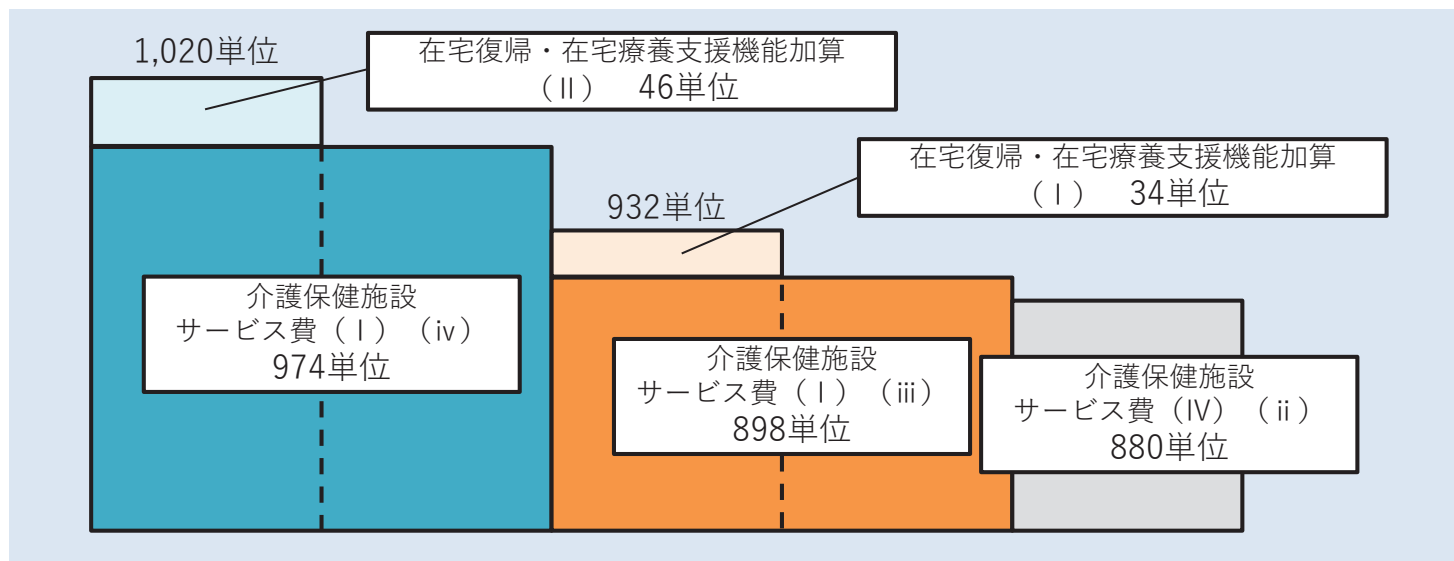 1,020単位
在宅復帰・在宅療養支援機能加算
（Ⅱ） 46単位
932単位
在宅復帰・在宅療養支援機能加算
（Ⅰ） 34単位
介護保健施設
サービス費（Ⅰ）（ⅳ）
974単位
介護保健施設
サービス費（Ⅰ）（ⅲ）
898単位
介護保健施設
サービス費（Ⅳ）（ⅱ）
880単位